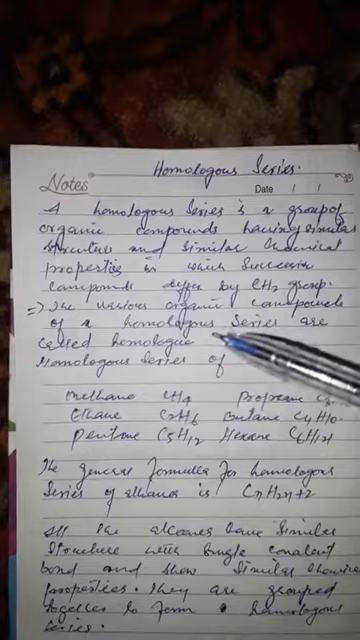 Homologous Series.
Notes
Date / /
A homologous Series is a group of
organic compounds having similar
structure and similar Chemical
properties in which Successive
compounds differ by CH2 group.
=> The various organic compounds
of a homologous Series are
Called homologue
Homologous Series of
Methane CH4 Propane C3
Ethane C2H6 Butane C4H10
Pentane C5H12 Hexane C6H14
The general formulla for homologous
Series of alkanes is CnH2n+2
All the alkanes have Similar
Structure with Single covalent
bond and show Similar chemical
properties. They are grouped
together to form a homologous
Series.